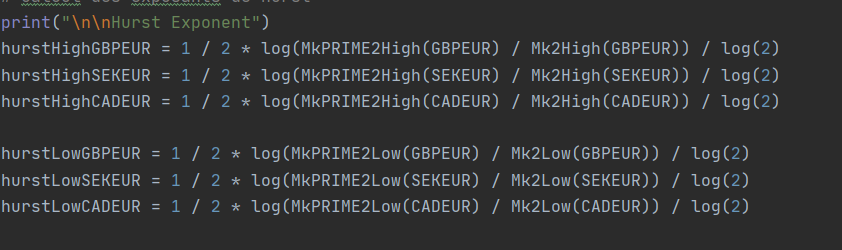 print("\n\nHurst Exponent")
hurstHighGBPEUR = 1 / 2 * log(MkPRIME2High(GBPEUR) / Mk2High(GBPEUR)) / log(2)
hurstHighSEKEUR = 1 / 2 * log(MkPRIME2High(SEKEUR) / Mk2High(SEKEUR)) / log(2)
hurstHighCADEUR = 1 / 2 * log(MkPRIME2High(CADEUR) / Mk2High(CADEUR)) / log(2)
hurstLowGBPEUR = 1 / 2 * log(MkPRIME2Low(GBPEUR) / Mk2Low(GBPEUR)) / log(2)
hurstLowSEKEUR = 1 / 2 * log(MkPRIME2Low(SEKEUR) / Mk2Low(SEKEUR)) / log(2)
hurstLowCADEUR = 1 / 2 * log(MkPRIME2Low(CADEUR) / Mk2Low(CADEUR)) / log(2)